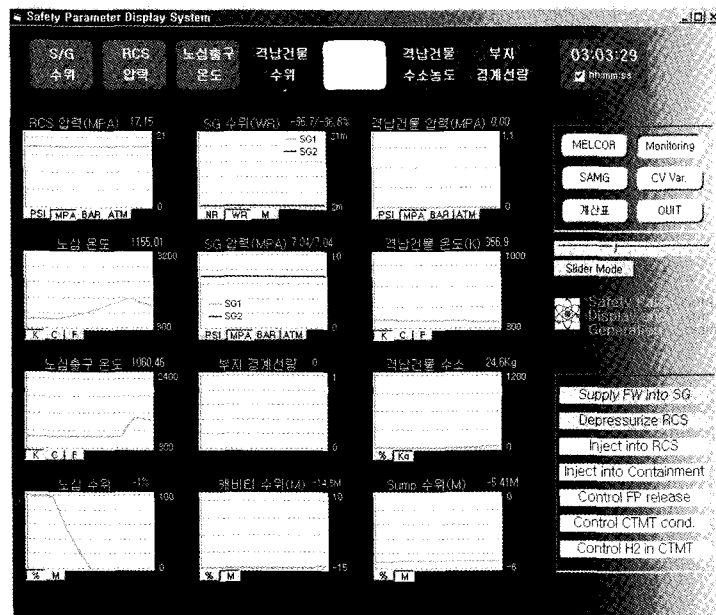 Safety Parameter Display System
S/G 수위
RCS 압력
노심출구 온도
격납건물 수위
격납건물 수소농도
부지 경계선량
03:03:29
hh:mm:ss
RCS 압력(MPA) 17,15
21
0
PSI MPA BAR ATM
SG 수위(WR)
SG1
SG2
NR WR M
격납건물 압력(MPA) 0,00
1,1
0
PSI MPA BAR ATM
MELCOR
Monitoring
SAMG
CV Var.
계산표
QUIT
노심 온도 1155,01
3200
300
K C F
SG 압력(MPA) 7,04/7,04
10
0
SG1
SG2
PSI MPA BAR ATM
격납건물 온도(K) 366,9
1000
300
K C F
Slider Mode
Safety Parameter
Display and
Generation
노심출구 온도 1060,46
2400
300
K C F
부지 경계선량 0
1
0
격납건물 수소 24,6Kg
1200
0
% Kg
Supply FW into SG
Depressurize RCS
Inject into RCS
Inject into Containment
Control FP release
Control CTMT cond.
Control H2 in CTMT
노심 수위 -1%
100
0
% M
캐비티 수위(M)
10
-15
% M
Sump 수위(M) -5,41M
0
-6
% M